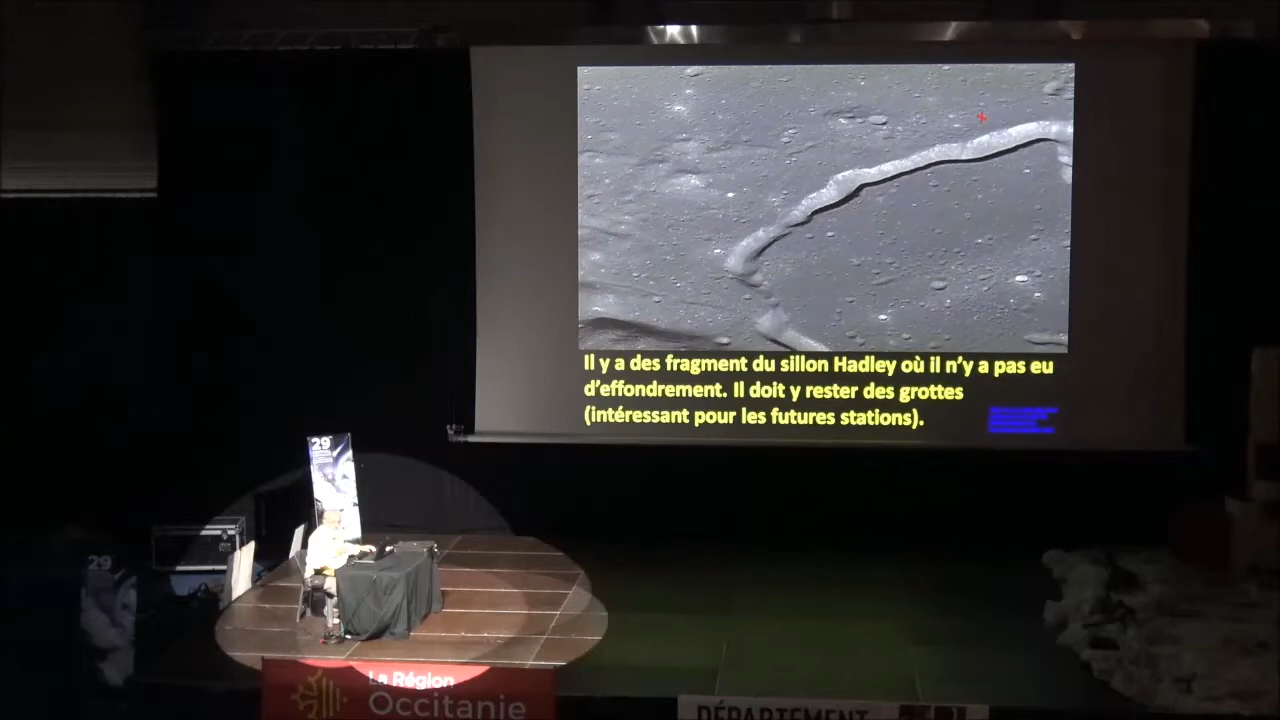 Il y a des fragment du sillon Hadley où il n'y a pas eu
d'effondrement. Il doit y rester des grottes
(intéressant pour les futures stations).
29
29
La Région
Occitanie
DÉPARTEMENT